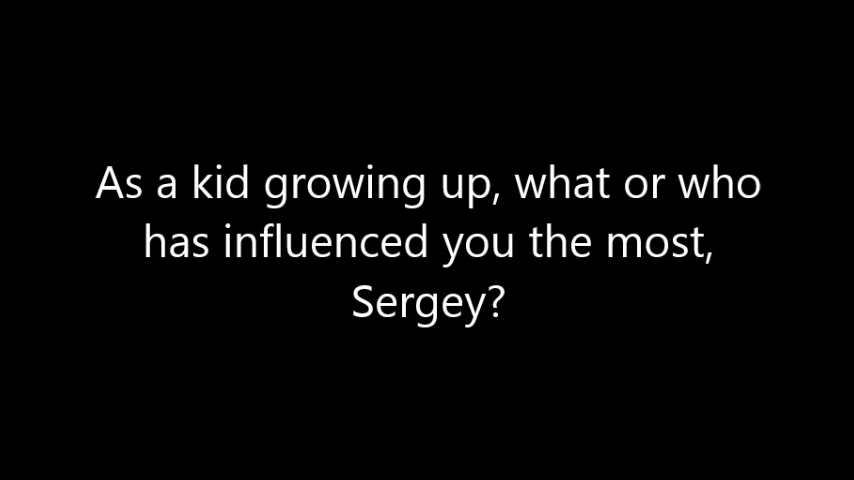 As a kid growing up, what or who
has influenced you the most,
Sergey?